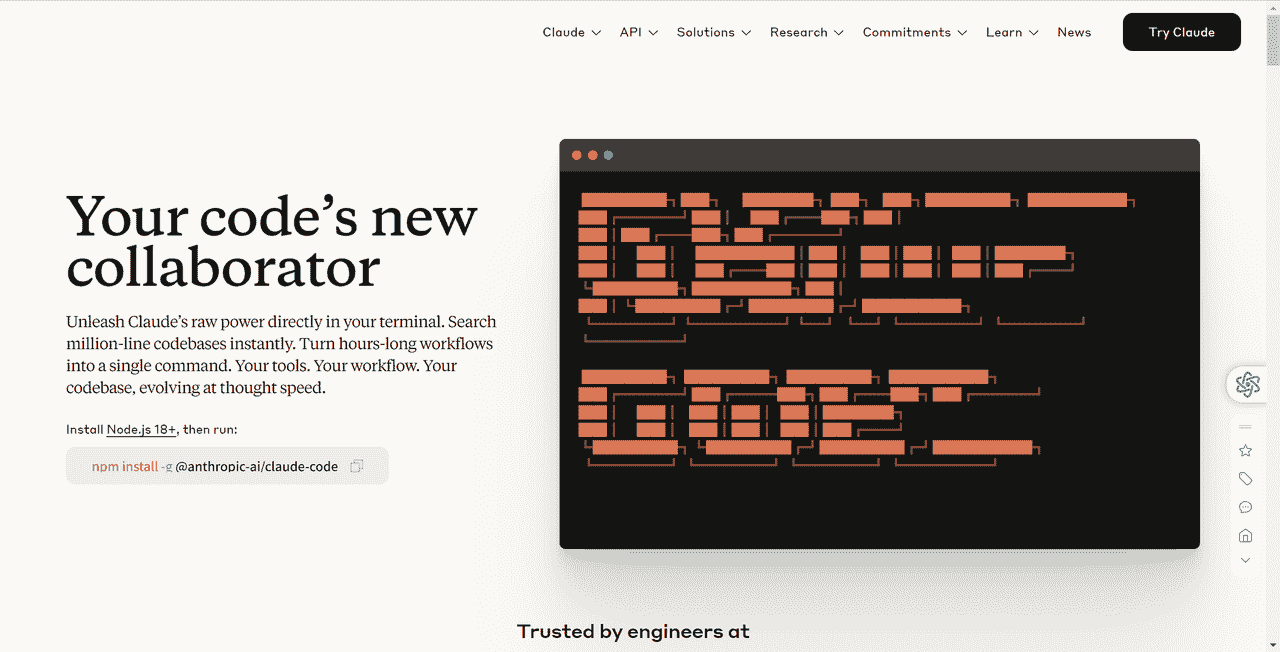 Claude API Solutions Research Commitments Learn News Try Claude
Your code’s new
collaborator
Unleash Claude’s raw power directly in your terminal. Search
million-line codebases instantly. Turn hours-long workflows
into a single command. Your tools. Your workflow. Your
codebase, evolving at thought speed.
Install Node.js 18+, then run:
npm install -g @anthropic-ai/claude-code
Trusted by engineers at